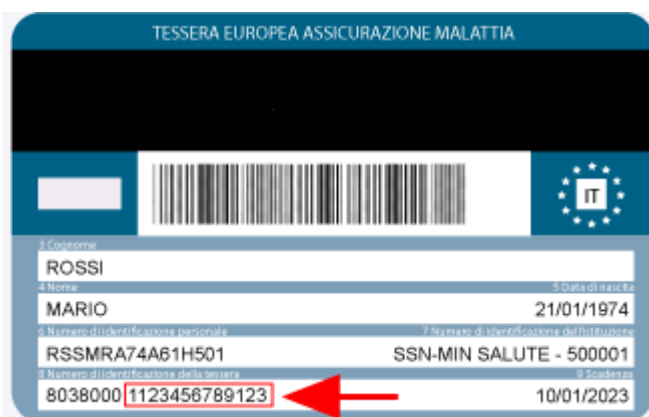 TESSERA EUROPEA ASSICURAZIONE MALATTIA
IT
3 Cognome
ROSSI
4 Nome 5 Data di nascita
MARIO 21/01/1974
6 Numero di identificazione personale 7 Numero di identificazione dell'istituzione
RSSMRA74A61H501 SSN-MIN SALUTE - 500001
8 Numero di identificazione della tessera 9 Scadenza
8038000 1123456789123 10/01/2023